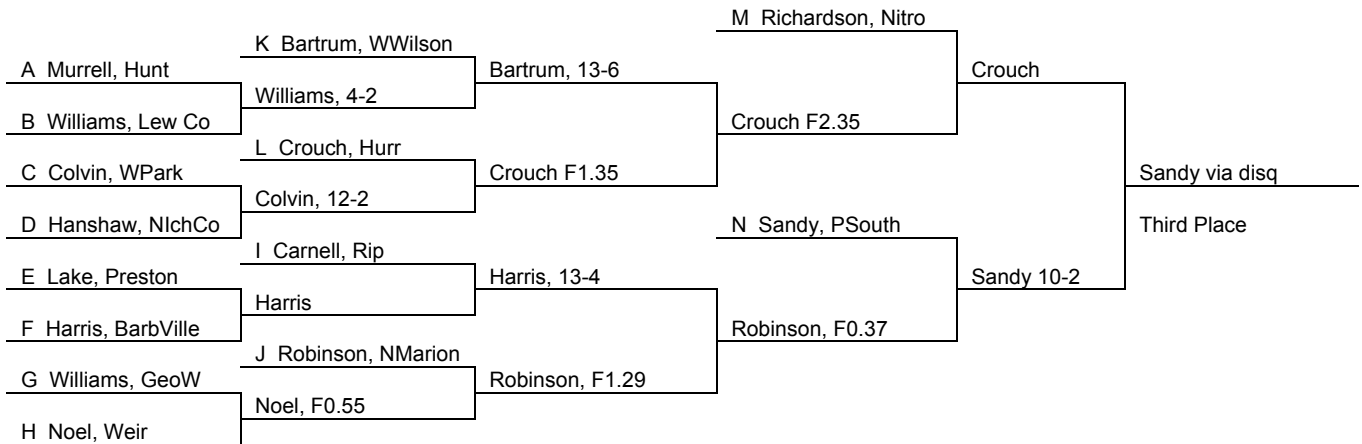 M Richardson, Nitro
K Bartrum, WWilson
A Murrell, Hunt
Bartrum, 13-6
Crouch
Williams, 4-2
B Williams, Lew Co
Crouch F2.35
L Crouch, Hurr
C Colvin, WPark
Crouch F1.35
Sandy via disq
Colvin, 12-2
D Hanshaw, NIchCo
N Sandy, PSouth
Third Place
I Carnell, Rip
E Lake, Preston
Harris, 13-4
Sandy 10-2
Harris
F Harris, BarbVille
Robinson, F0.37
J Robinson, NMarion
G Williams, GeoW
Robinson, F1.29
Noel, F0.55
H Noel, Weir